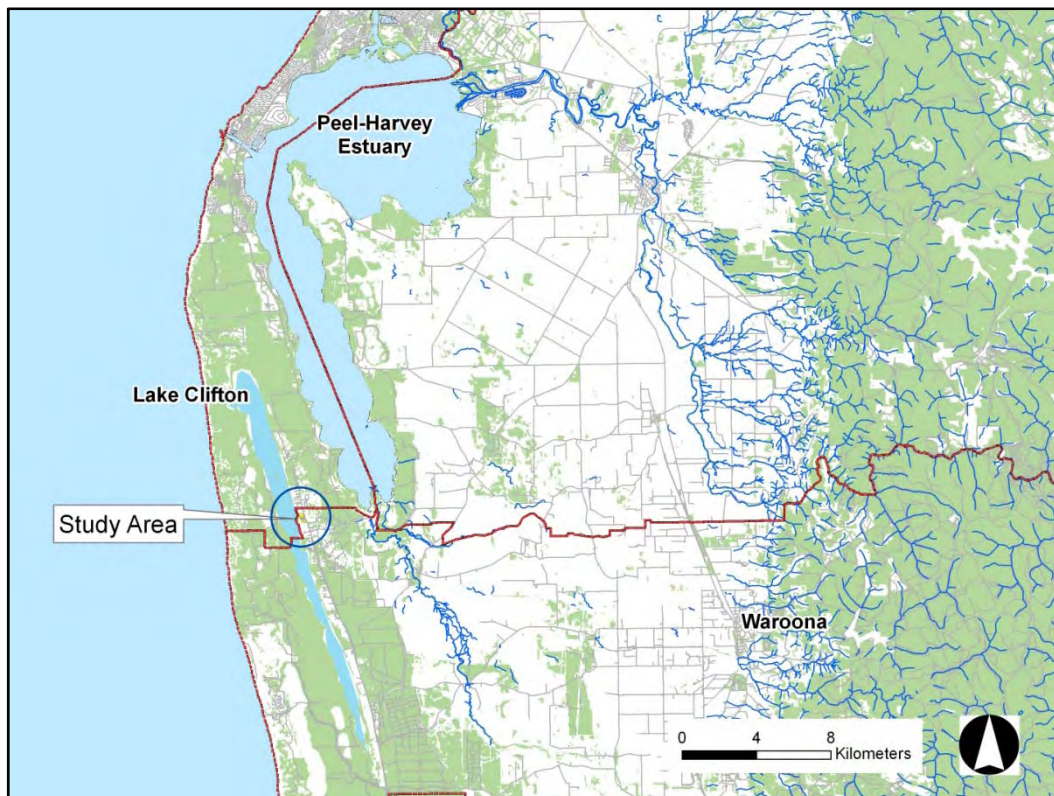 Peel-Harvey
Estuary
Lake Clifton
Study Area
Waroona
0 4 8
Kilometers